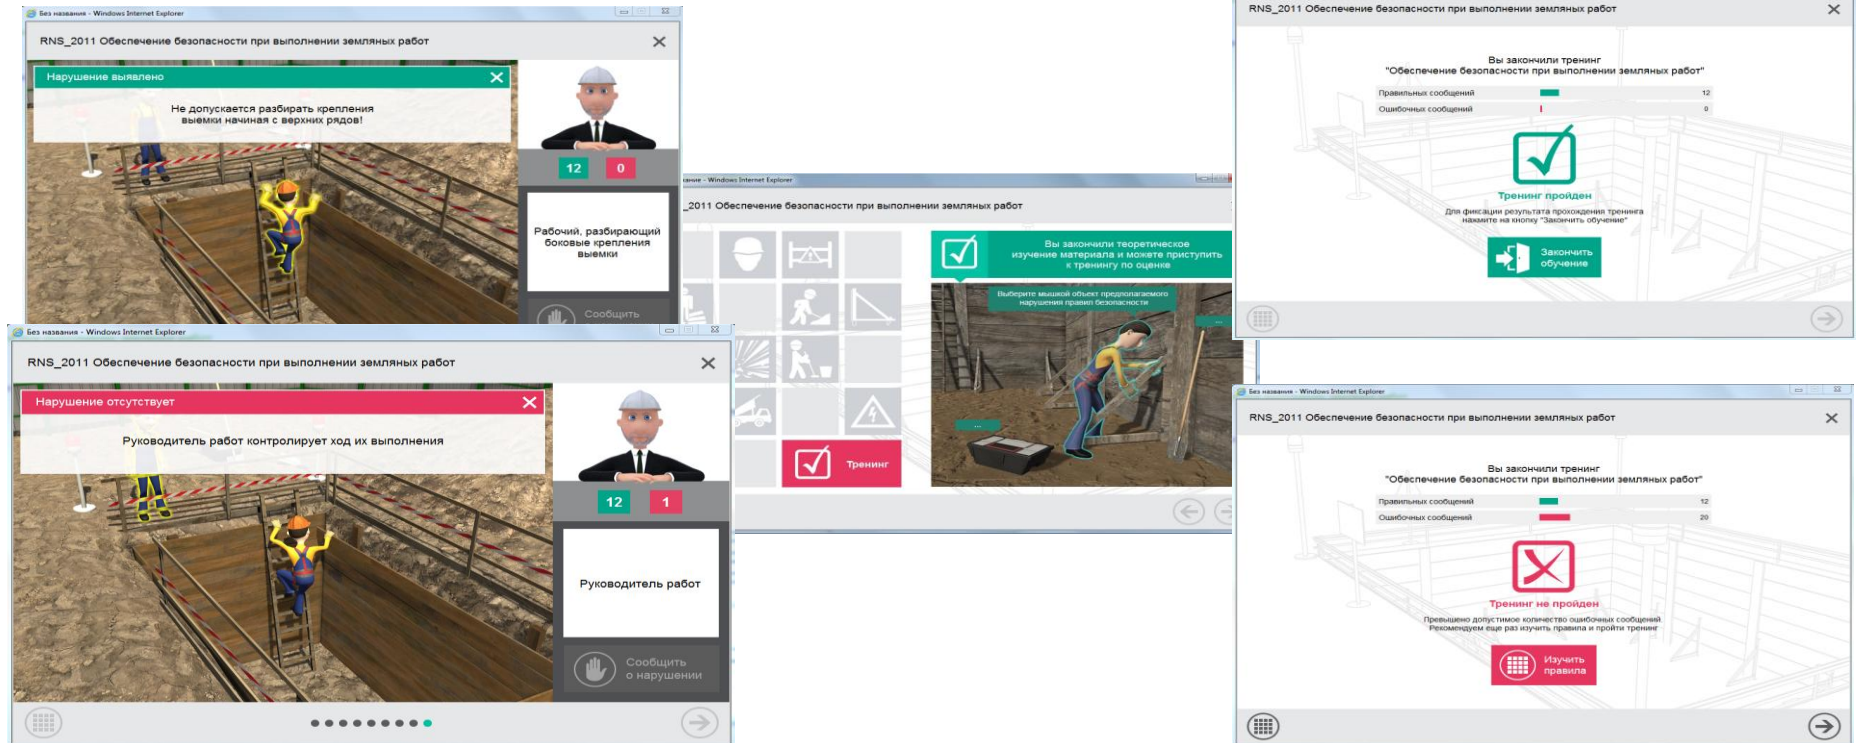 Без названия - Windows Internet Explorer
RNS_2011 Обеспечение безопасности при выполнении земляных работ
Нарушение выявлено
Не допускается разбирать крепления
выемки начиная с верхних рядов!
12 0
Рабочий, разбирающий
боковые крепления
выемки
Сообщить
Без названия - Windows Internet Explorer
RNS_2011 Обеспечение безопасности при выполнении земляных работ
Нарушение отсутствует
Руководитель работ контролирует ход их выполнения
12 1
Руководитель работ
Сообщить
о нарушении
звание - Windows Internet Explorer
_2011 Обеспечение безопасности при выполнении земляных работ
Вы закончили теоретическое
изучение материала и можете приступить
к тренингу по оценке
Выберите мышкой объект предполагаемого
нарушения правил безопасности
...
...
Тренинг
RNS_2011 Обеспечение безопасности при выполнении земляных работ
Вы закончили тренинг
"Обеспечение безопасности при выполнении земляных работ"
Правильных сообщений 12
Ошибочных сообщений 0
Тренинг пройден
Для фиксации результата прохождения тренинга
нажмите на кнопку "Закончить обучение"
Закончить
обучение
Без названия - Windows Internet Explorer
RNS_2011 Обеспечение безопасности при выполнении земляных работ
Вы закончили тренинг
"Обеспечение безопасности при выполнении земляных работ"
Правильных сообщений 12
Ошибочных сообщений 20
Тренинг не пройден
Превышено допустимое количество ошибочных сообщений
Рекомендуем еще раз изучить правила и пройти тренинг
Изучить
правила